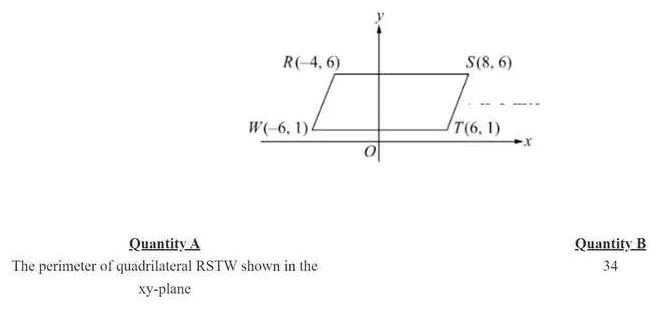 y
R(–4, 6)
S(8, 6)
W(–6, 1)
T(6, 1)
x
O
Quantity A
Quantity B
The perimeter of quadrilateral RSTW shown in the
34
xy-plane